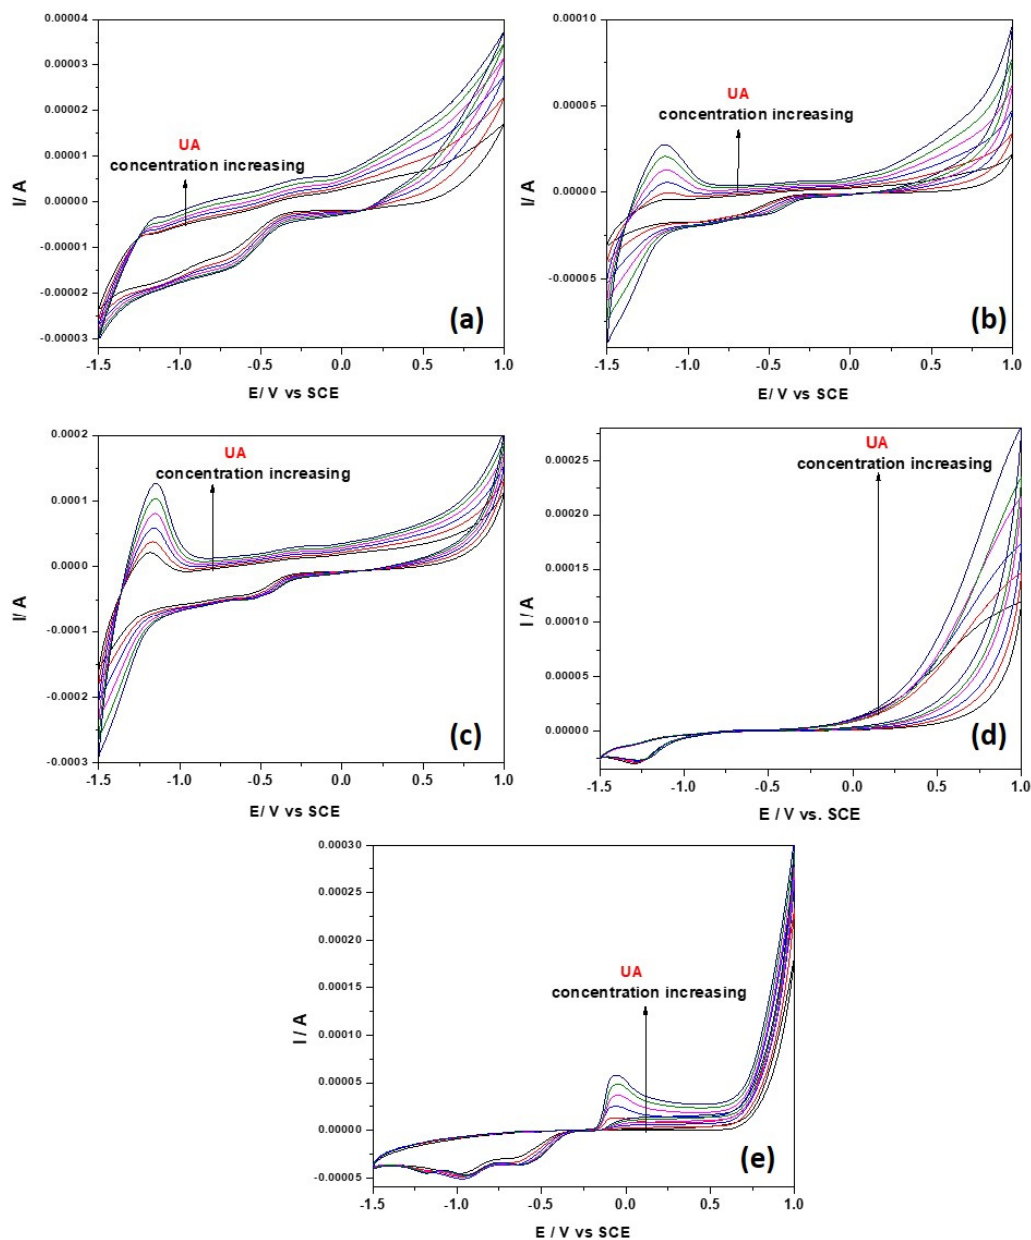 0.00004
0.00003
0.00002
0.00001
0.00000
-0.00001
-0.00002
-0.00003
I/ A
UA
concentration increasing
(a)
-1.5 -1.0 -0.5 0.0 0.5 1.0
E/ V vs SCE
0.00010
0.00005
0.00000
-0.00005
I/ A
UA
concentration increasing
(b)
-1.5 -1.0 -0.5 0.0 0.5 1.0
E/ V vs SCE
0.0002
0.0001
0.0000
-0.0001
-0.0002
-0.0003
I/ A
UA
concentration increasing
(c)
-1.5 -1.0 -0.5 0.0 0.5 1.0
E/ V vs SCE
0.00025
0.00020
0.00015
0.00010
0.00005
0.00000
I / A
UA
concentration increasing
(d)
-1.5 -1.0 -0.5 0.0 0.5 1.0
E / V vs. SCE
0.00030
0.00025
0.00020
0.00015
0.00010
0.00005
0.00000
-0.00005
I / A
UA
concentration increasing
(e)
-1.5 -1.0 -0.5 0.0 0.5 1.0
E / V vs SCE